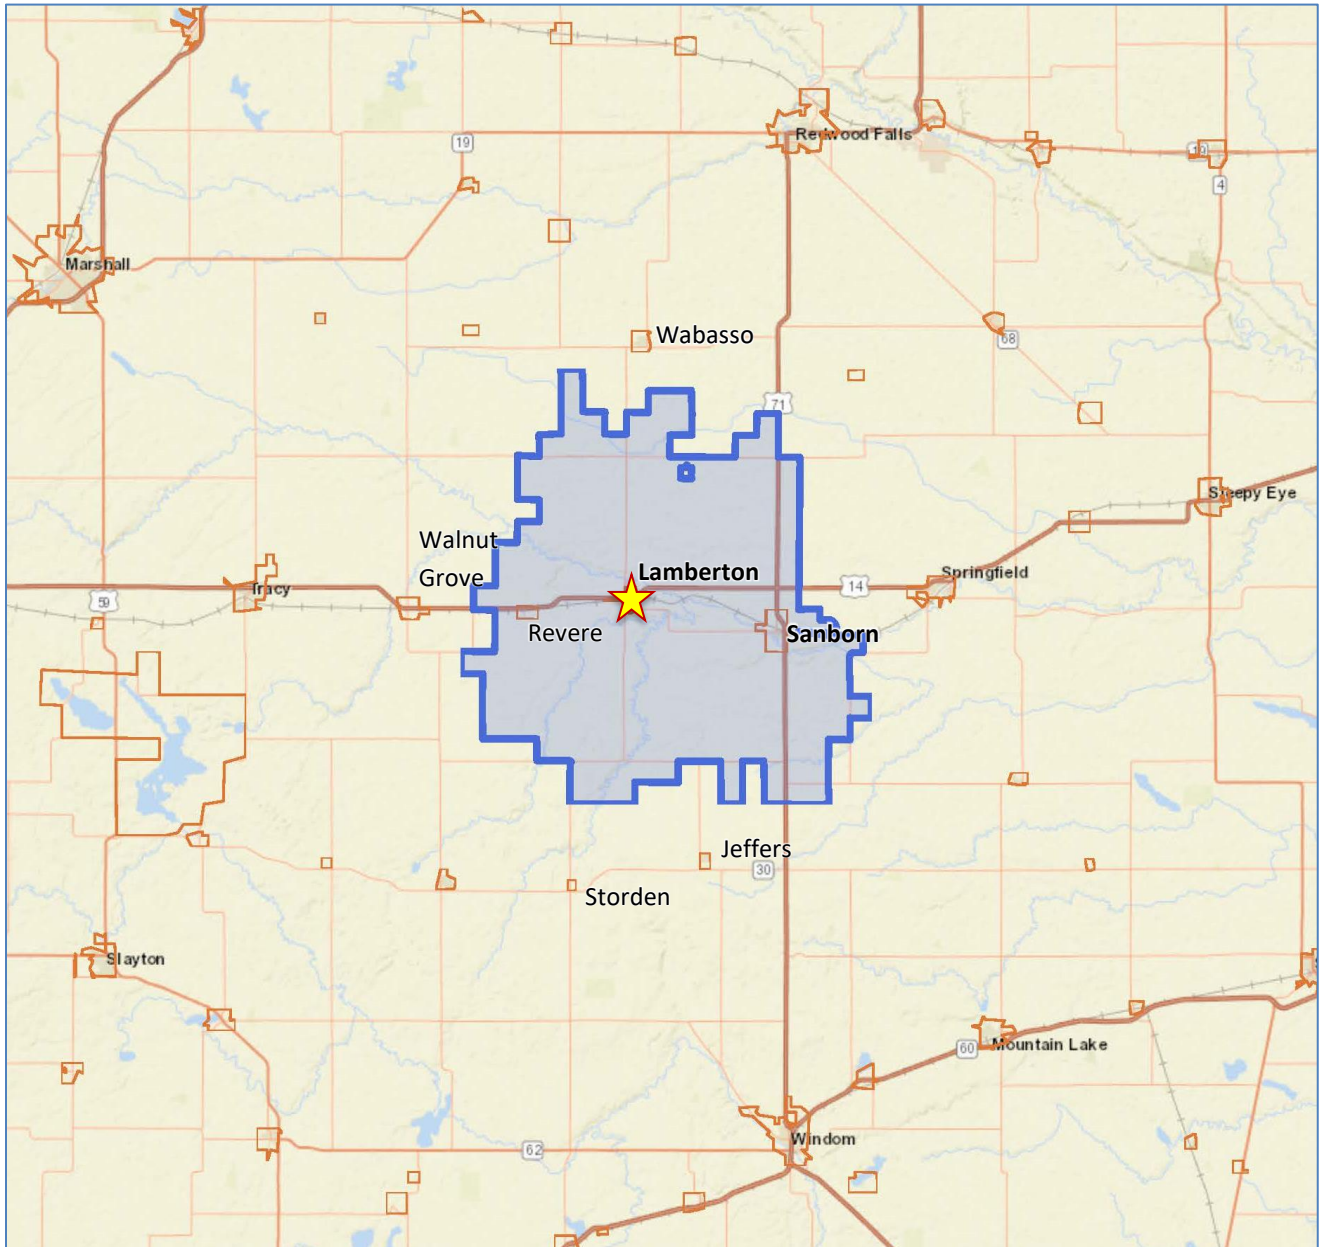 Redwood Falls
19
19
4
Marshall
Wabasso
68
71
Sleepy Eye
Walnut
Grove
Lamberton
Springfield
14
Tracy
59
Revere
Sanborn
Jeffers
30
Storden
Slayton
60
Mountain Lake
Windom
62